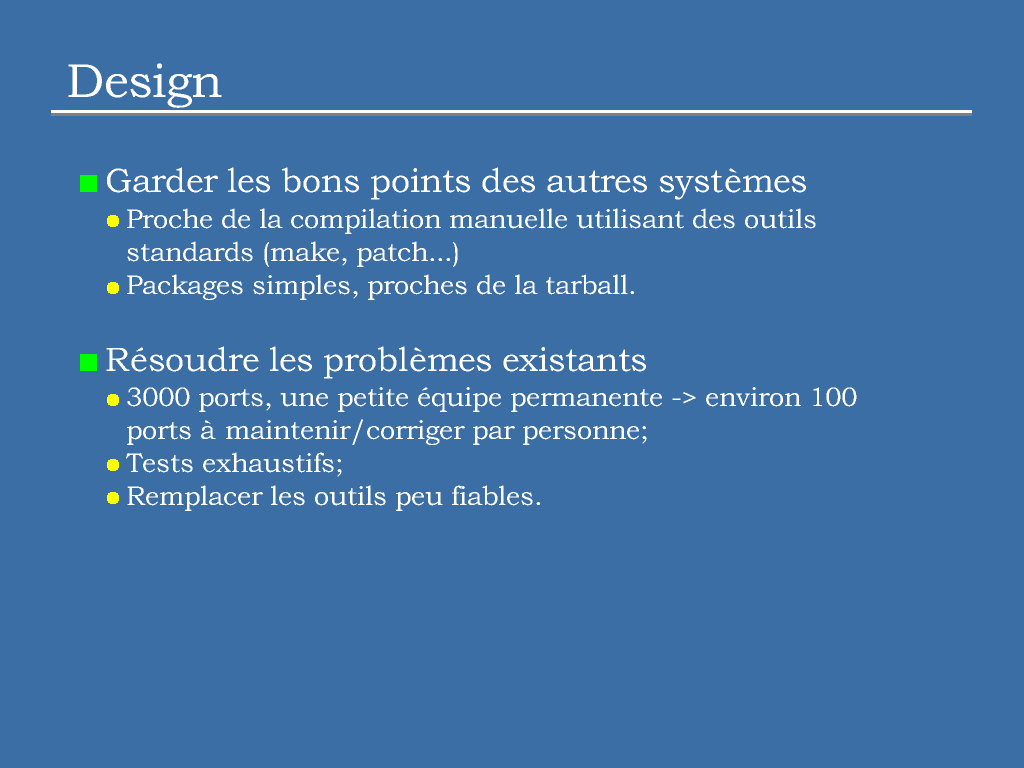 Design
Garder les bons points des autres systèmes
Proche de la compilation manuelle utilisant des outils
standards (make, patch...)
Packages simples, proches de la tarball.
Résoudre les problèmes existants
3000 ports, une petite équipe permanente -> environ 100
ports à maintenir/corriger par personne;
Tests exhaustifs;
Remplacer les outils peu fiables.